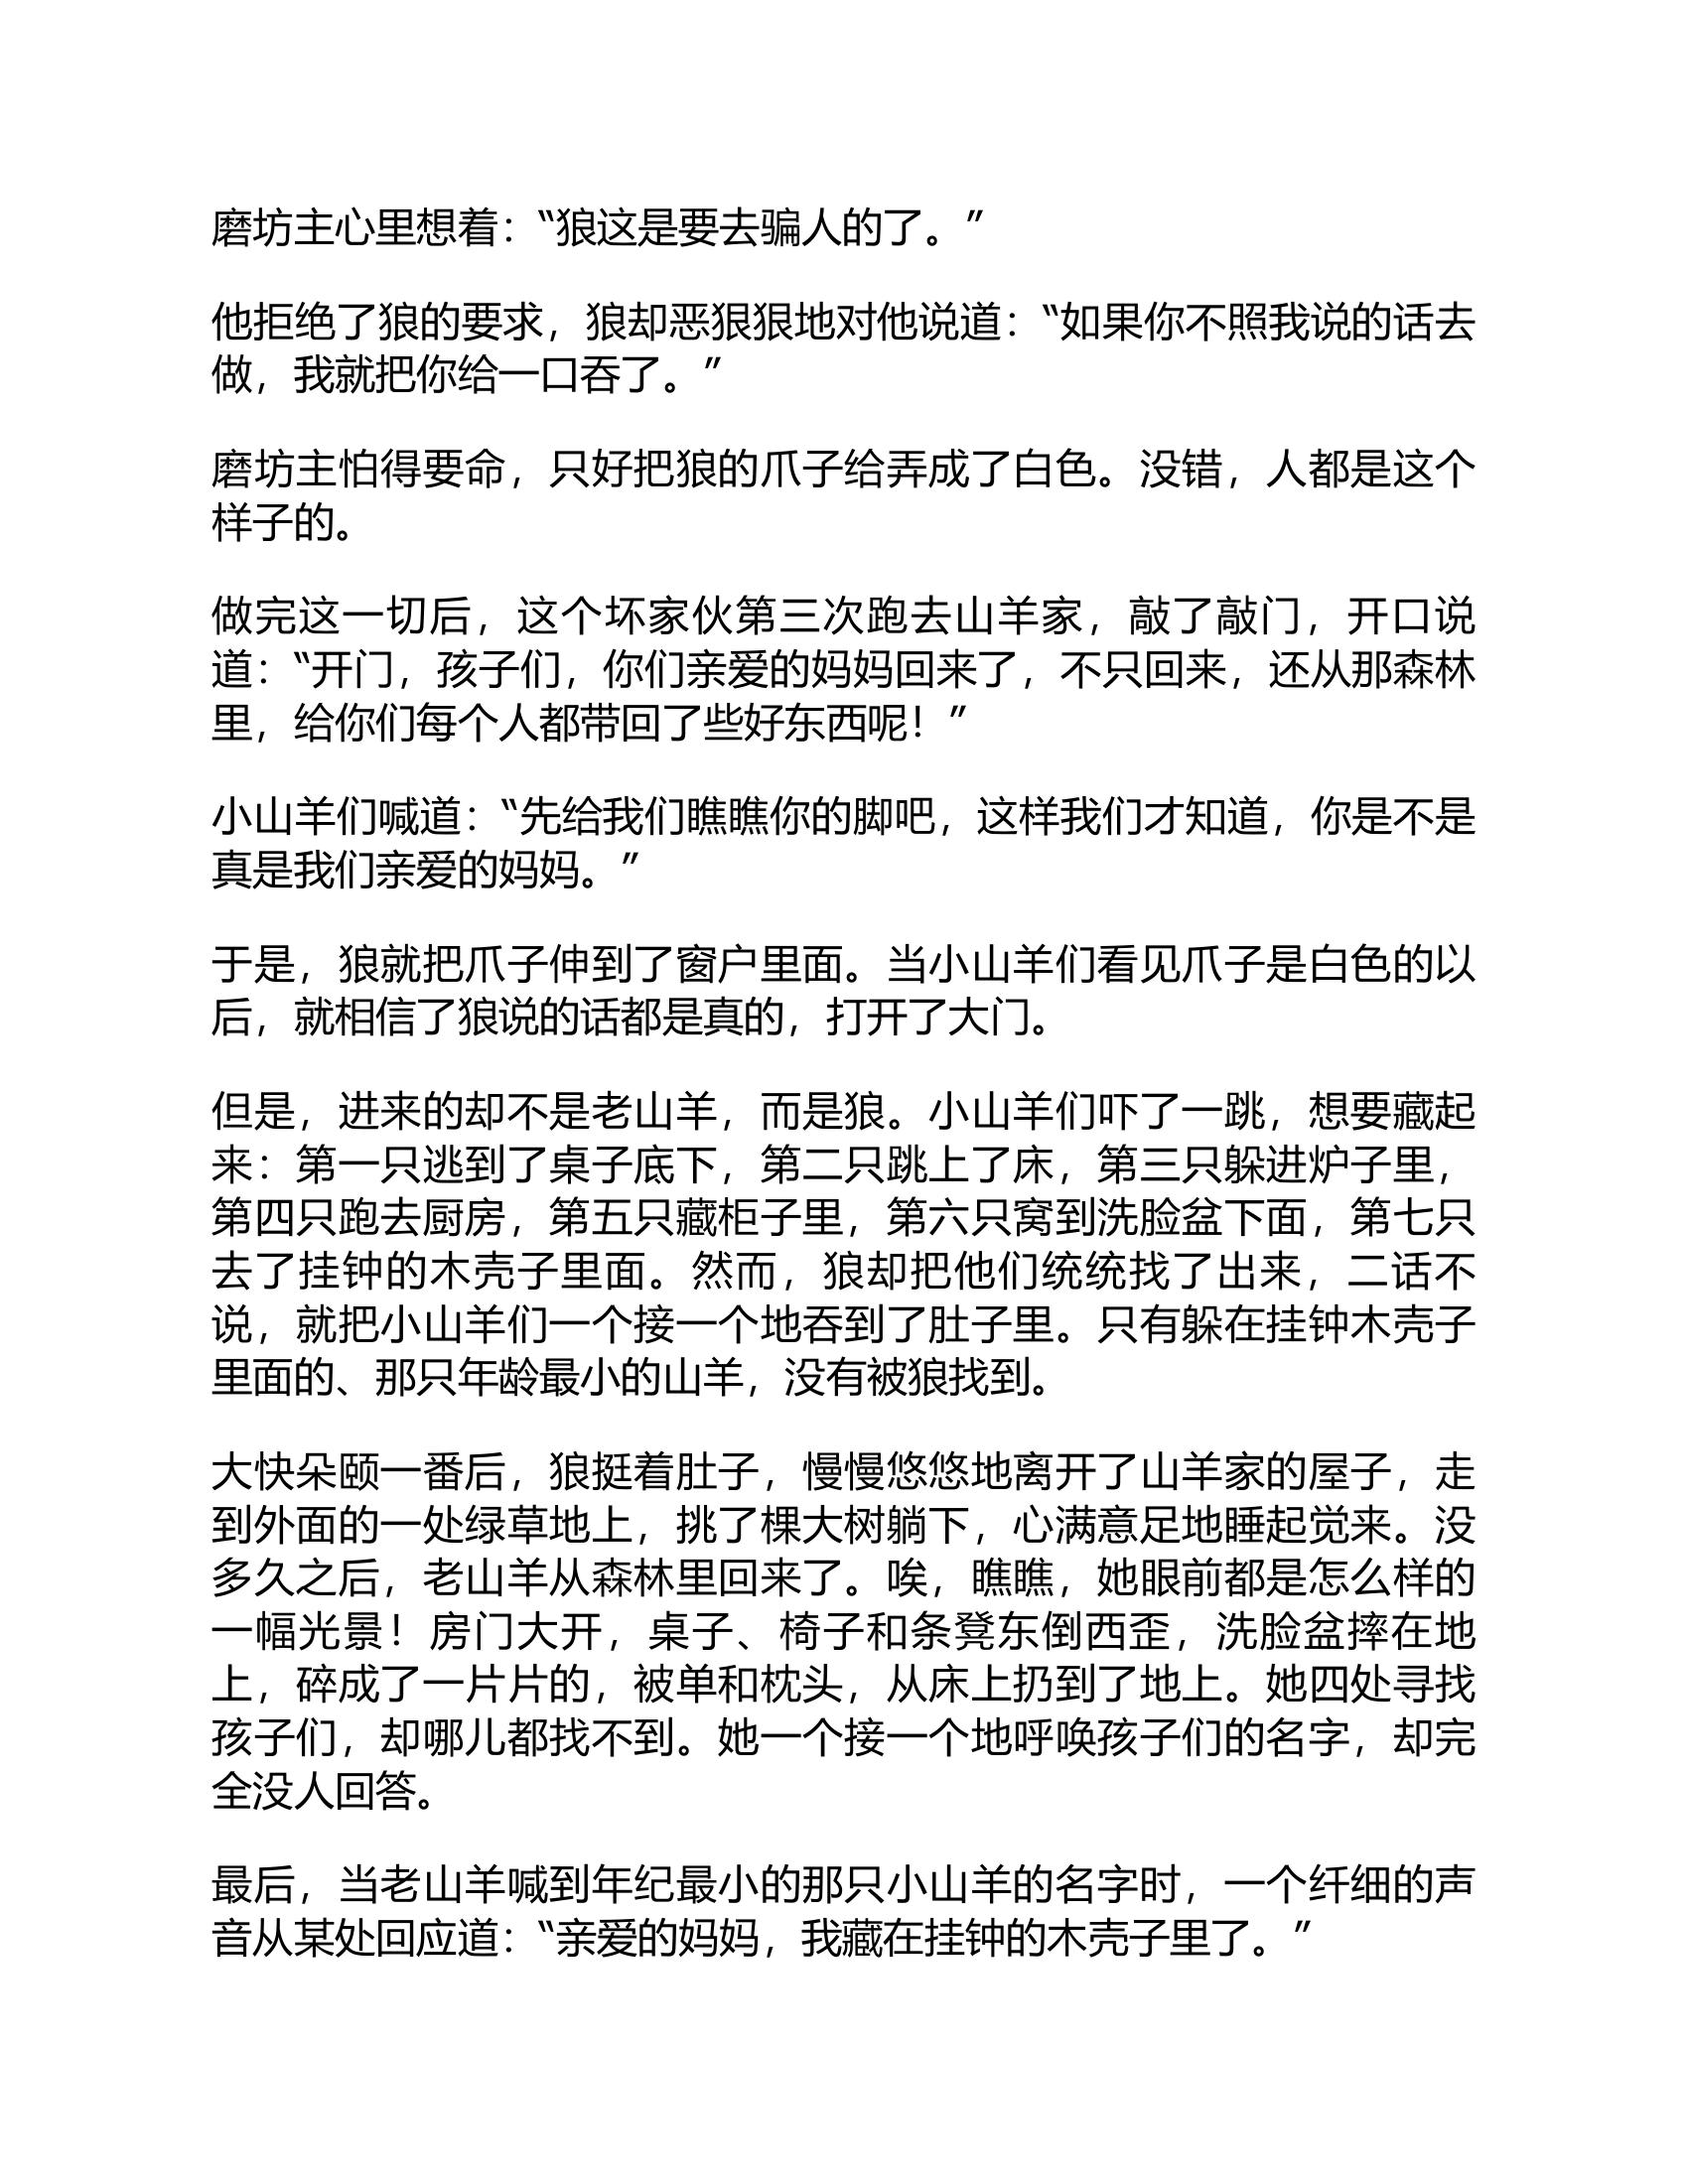 磨坊主心里想着：“狼这是要去骗人的了。”
他拒绝了狼的要求，狼却恶狠狠地对他说道：“如果你不照我说的话去
做，我就把你给一口吞了。”
磨坊主怕得要命，只好把狼的爪子给弄成了白色。没错，人都是这个
样子的。
做完这一切后，这个坏家伙第三次跑去山羊家，敲了敲门，开口说
道：“开门，孩子们，你们亲爱的妈妈回来了，不只回来，还从那森林
里，给你们每个人都带回了些好东西呢！”
小山羊们喊道：“先给我们瞧瞧你的脚吧，这样我们才知道，你是不是
真是我们亲爱的妈妈。”
于是，狼就把爪子伸到了窗户里面。当小山羊们看见爪子是白色的以
后，就相信了狼说的话都是真的，打开了大门。
但是，进来的却不是老山羊，而是狼。小山羊们吓了一跳，想要藏起
来：第一只逃到了桌子底下，第二只跳上了床，第三只躲进炉子里，
第四只跑去厨房，第五只藏柜子里，第六只窝到洗脸盆下面，第七只
去了挂钟的木壳子里面。然而，狼却把他们统统找了出来，二话不
说，就把小山羊们一个接一个地吞到了肚子里。只有躲在挂钟木壳子
里面的、那只年龄最小的山羊，没有被狼找到。
大快朵颐一番后，狼挺着肚子，慢慢悠悠地离开了山羊家的屋子，走
到外面的一处绿草地上，挑了棵大树躺下，心满意足地睡起觉来。没
多久之后，老山羊从森林里回来了。唉，瞧瞧，她眼前都是怎么样的
一幅光景！房门大开，桌子、椅子和条凳东倒西歪，洗脸盆摔在地
上，碎成了一片片的，被单和枕头，从床上扔到了地上。她四处寻找
孩子们，却哪儿都找不到。她一个接一个地呼唤孩子们的名字，却完
全没人回答。
最后，当老山羊喊到年纪最小的那只小山羊的名字时，一个纤细的声
音从某处回应道：“亲爱的妈妈，我藏在挂钟的木壳子里了。”